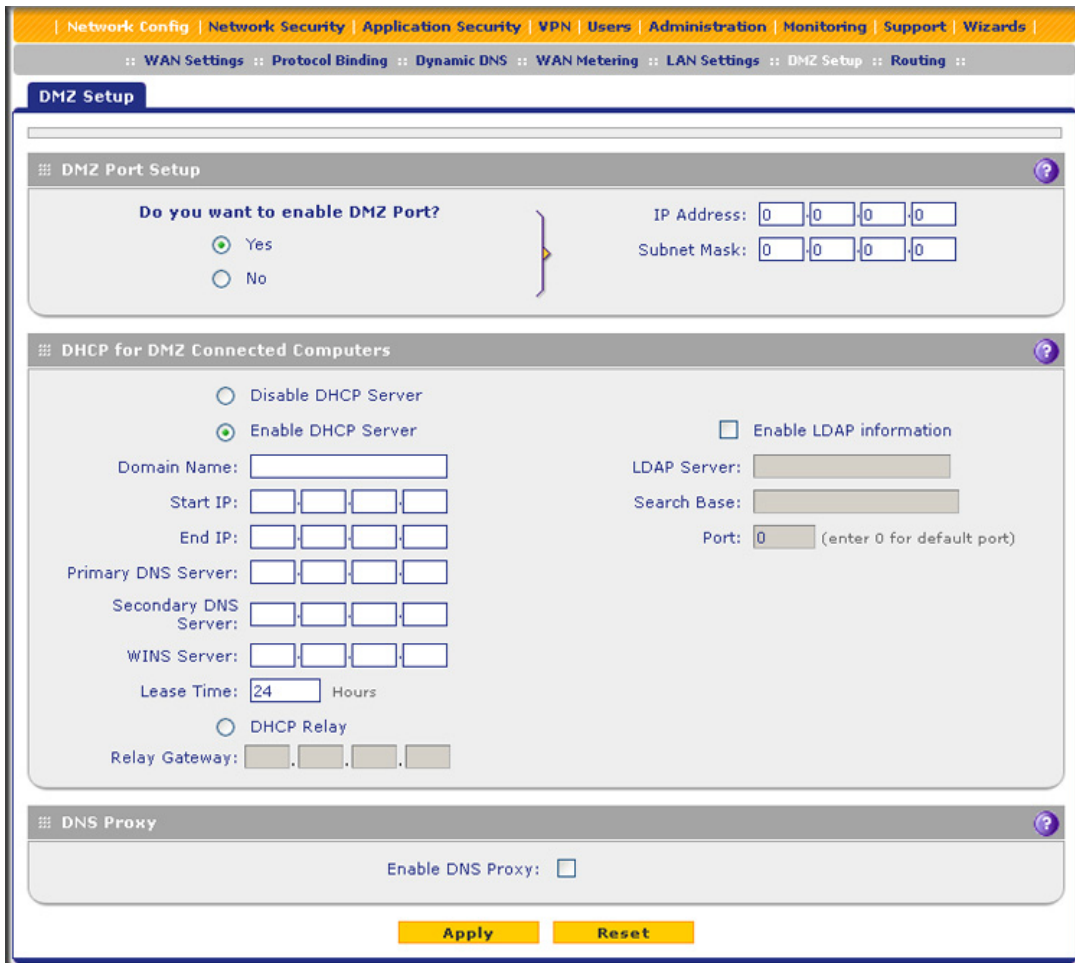 | Network Config | Network Security | Application Security | VPN | Users | Administration | Monitoring | Support | Wizards |
:: WAN Settings :: Protocol Binding :: Dynamic DNS :: WAN Metering :: LAN Settings :: DMZ Setup :: Routing ::
DMZ Setup
DMZ Port Setup
?
Do you want to enable DMZ Port?
Yes
No
IP Address: 0 . 0 . 0 . 0
Subnet Mask: 0 . 0 . 0 . 0
DHCP for DMZ Connected Computers
?
Disable DHCP Server
Enable DHCP Server
Domain Name:
Start IP: . . .
End IP: . . .
Primary DNS Server: . . .
Secondary DNS
Server: . . .
WINS Server: . . .
Lease Time: 24 Hours
DHCP Relay
Relay Gateway: . . .
Enable LDAP information
LDAP Server:
Search Base:
Port: 0 (enter 0 for default port)
DNS Proxy
?
Enable DNS Proxy:
Apply Reset